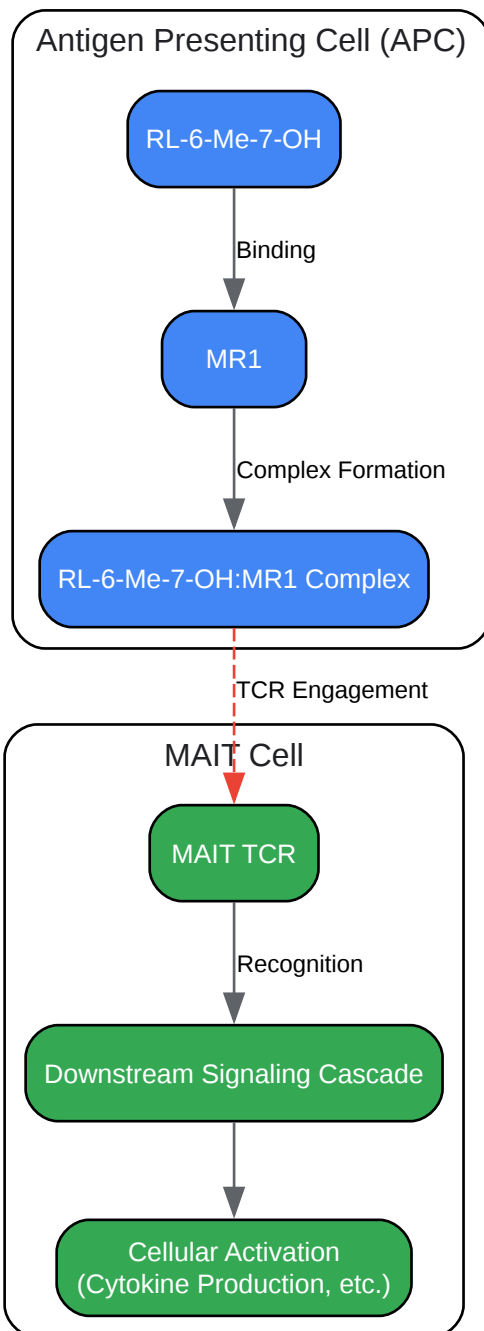 Antigen Presenting Cell (APC)
RL-6-Me-7-OH
Binding
MR1
Complex Formation
RL-6-Me-7-OH:MR1 Complex
TCR Engagement
MAIT Cell
MAIT TCR
Recognition
Downstream Signaling Cascade
Cellular Activation
(Cytokine Production, etc.)